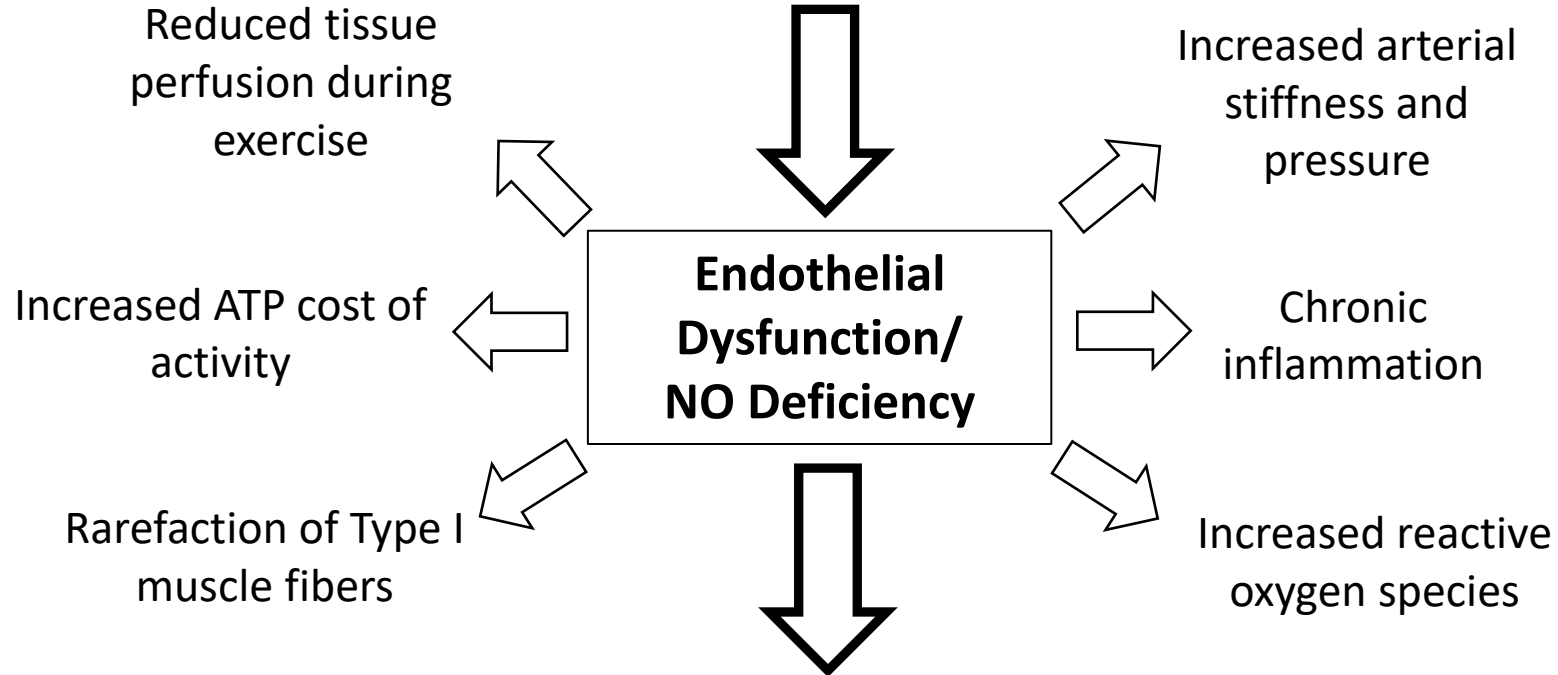 Reduced tissue
perfusion during
exercise
Increased arterial
stiffness and
pressure
Increased ATP cost of
activity
Endothelial
Dysfunction/
NO Deficiency
Chronic
inflammation
Rarefaction of Type I
muscle fibers
Increased reactive
oxygen species